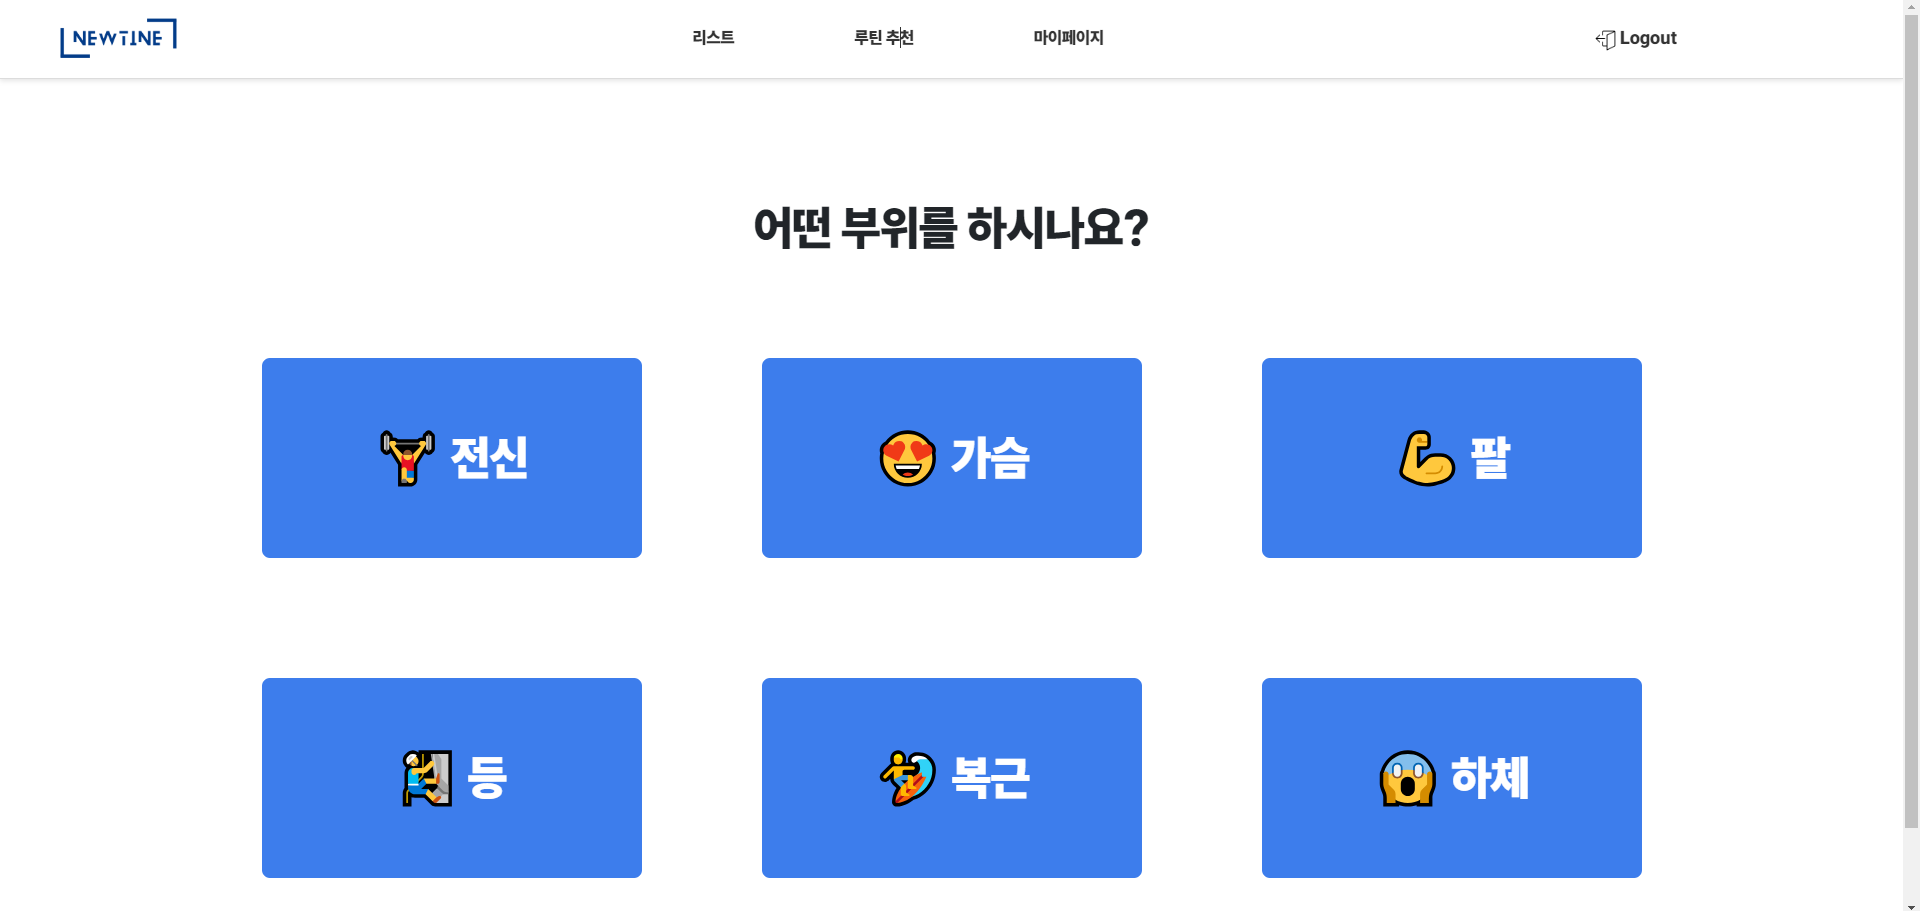 NEWTINE
리스트
루틴 추천
마이페이지
Logout
어떤 부위를 하시나요?
전신
가슴
팔
등
복근
하체